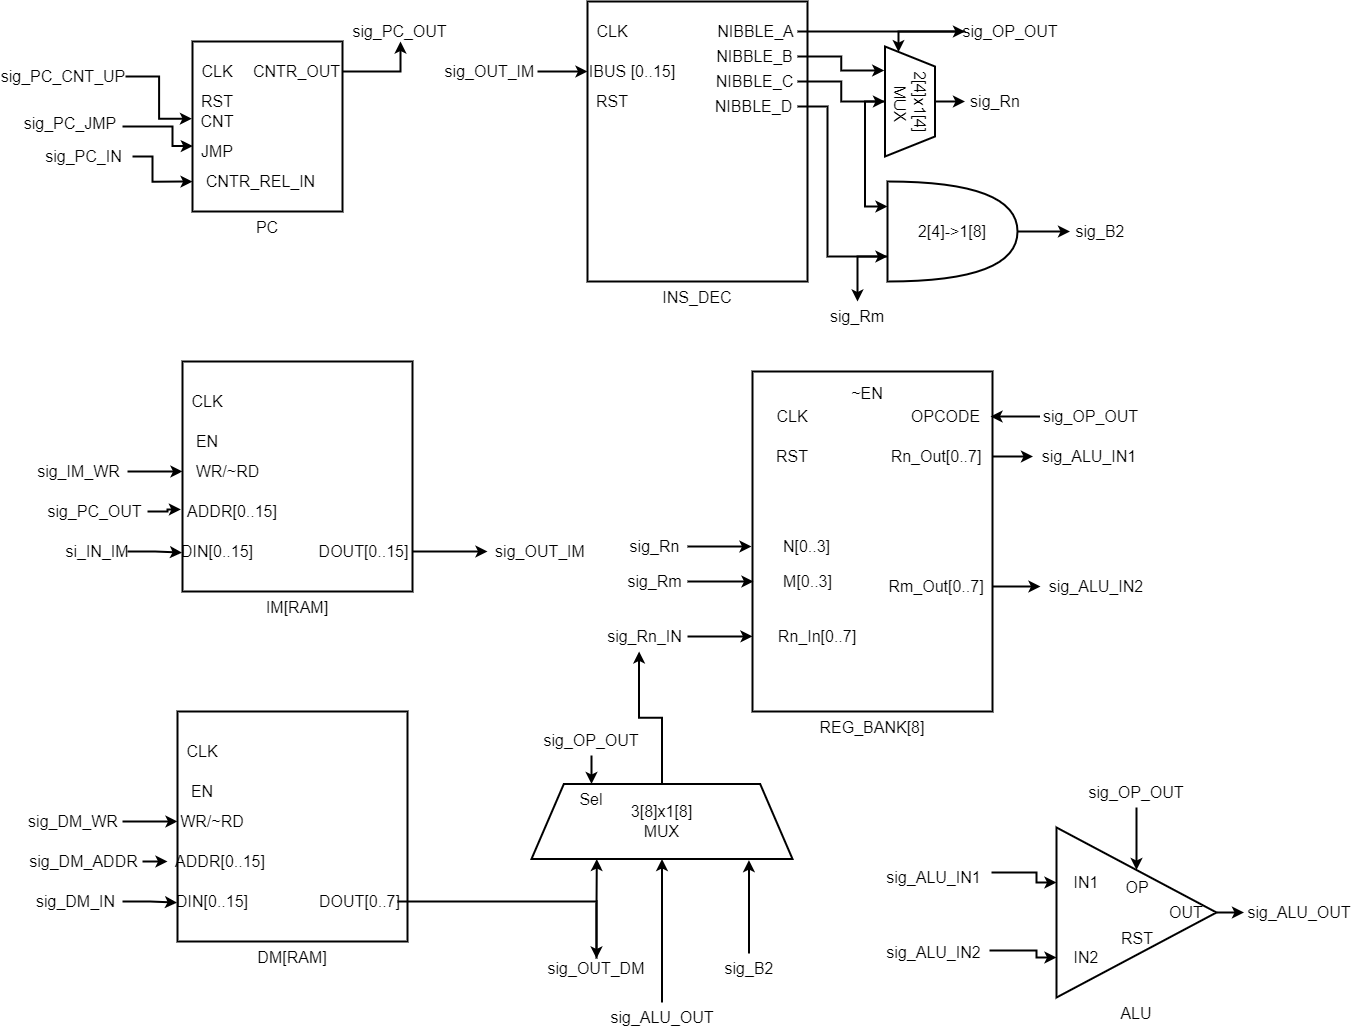 sig_PC_OUT
sig_PC_CNT_UP
sig_PC_JMP
sig_PC_IN
CLK
CNTR_OUT
RST
CNT
JMP
CNTR_REL_IN
PC
sig_OUT_IM
CLK
IBUS [0..15]
RST
NIBBLE_A
NIBBLE_B
NIBBLE_C
NIBBLE_D
INS_DEC
sig_OP_OUT
2[4]x1[4]
MUX
sig_Rn
2[4]->1[8]
sig_B2
sig_Rm
CLK
EN
sig_IM_WR
WR/~RD
sig_PC_OUT
ADDR[0..15]
si_IN_IM
DIN[0..15]
DOUT[0..15]
sig_OUT_IM
IM[RAM]
~EN
CLK
OPCODE
sig_OP_OUT
RST
Rn_Out[0..7]
sig_ALU_IN1
sig_Rn
N[0..3]
sig_Rm
M[0..3]
Rm_Out[0..7]
sig_ALU_IN2
sig_Rn_IN
Rn_In[0..7]
REG_BANK[8]
CLK
EN
sig_DM_WR
WR/~RD
sig_DM_ADDR
ADDR[0..15]
sig_DM_IN
DIN[0..15]
DOUT[0..7]
DM[RAM]
sig_OP_OUT
Sel
3[8]x1[8]
MUX
sig_OUT_DM
sig_B2
sig_ALU_OUT
sig_OP_OUT
sig_ALU_IN1
IN1
OP
OUT
sig_ALU_OUT
RST
sig_ALU_IN2
IN2
ALU